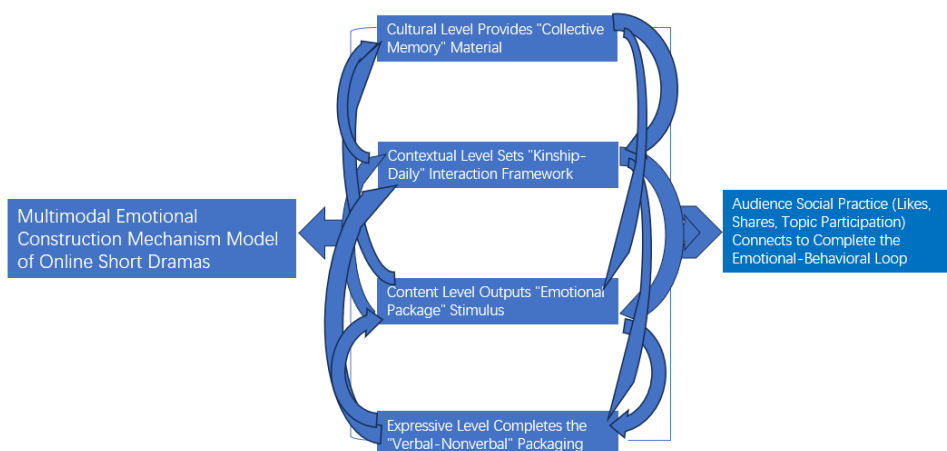 Cultural Level Provides "Collective
Memory" Material
Contextual Level Sets "Kinship-
Daily" Interaction Framework
Multimodal Emotional
Construction Mechanism Model
of Online Short Dramas
Audience Social Practice (Likes,
Shares, Topic Participation)
Connects to Complete the
Emotional-Behavioral Loop
Content Level Outputs "Emotional
Package" Stimulus
Expressive Level Completes the
"Verbal-Nonverbal" Packaging